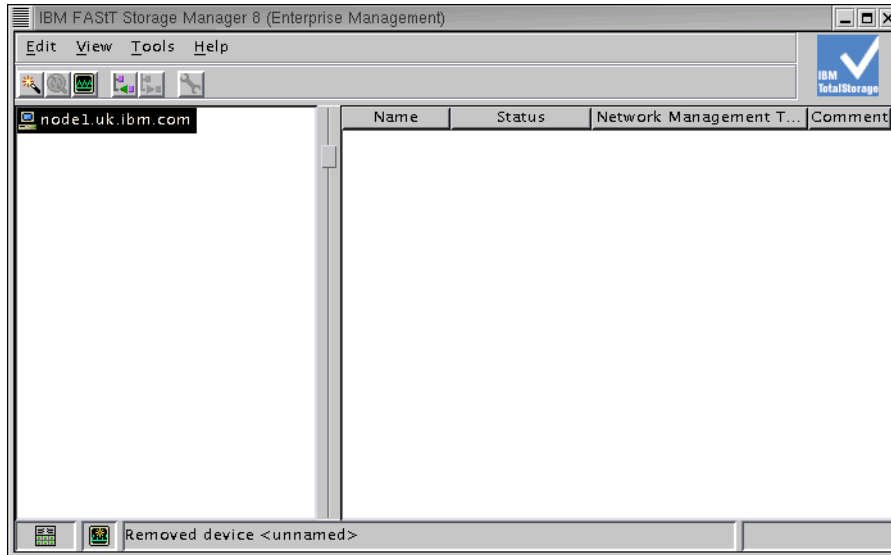 IBM FAStT Storage Manager 8 (Enterprise Management)
Edit View Tools Help
IBM
TotalStorage
node1.uk.ibm.com
Name Status Network Management T... Comment
Removed device <unnamed>